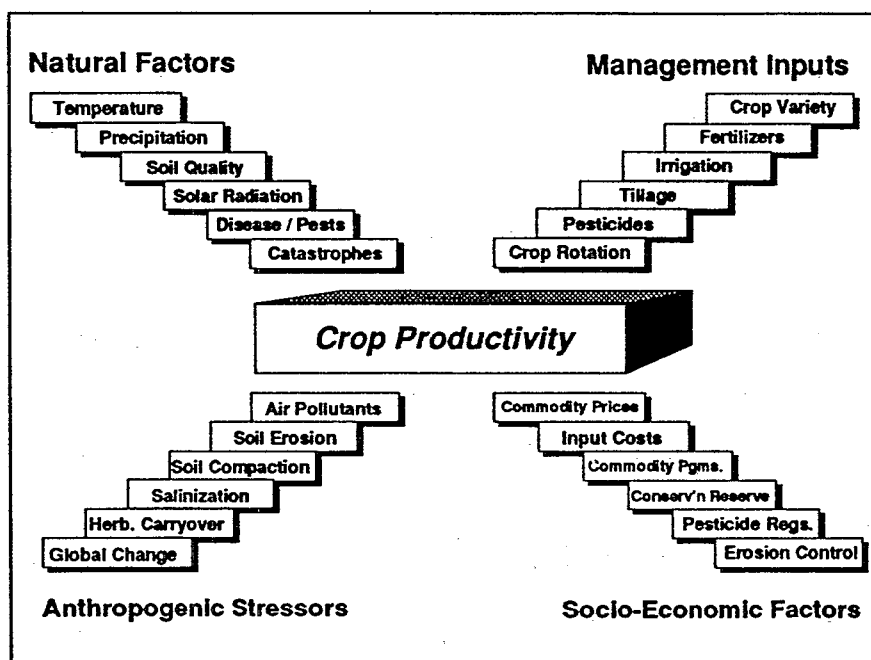 Natural Factors
Temperature
Precipitation
Soil Quality
Solar Radiation
Disease / Pests
Catastrophes
Management Inputs
Crop Variety
Fertilizers
Irrigation
Tillage
Pesticides
Crop Rotation
Crop Productivity
Air Pollutants
Soil Erosion
Soil Compaction
Salinization
Herb. Carryover
Global Change
Anthropogenic Stressors
Commodity Prices
Input Costs
Commodity Pgms.
Conserv'n Reserve
Pesticide Regs.
Erosion Control
Socio-Economic Factors